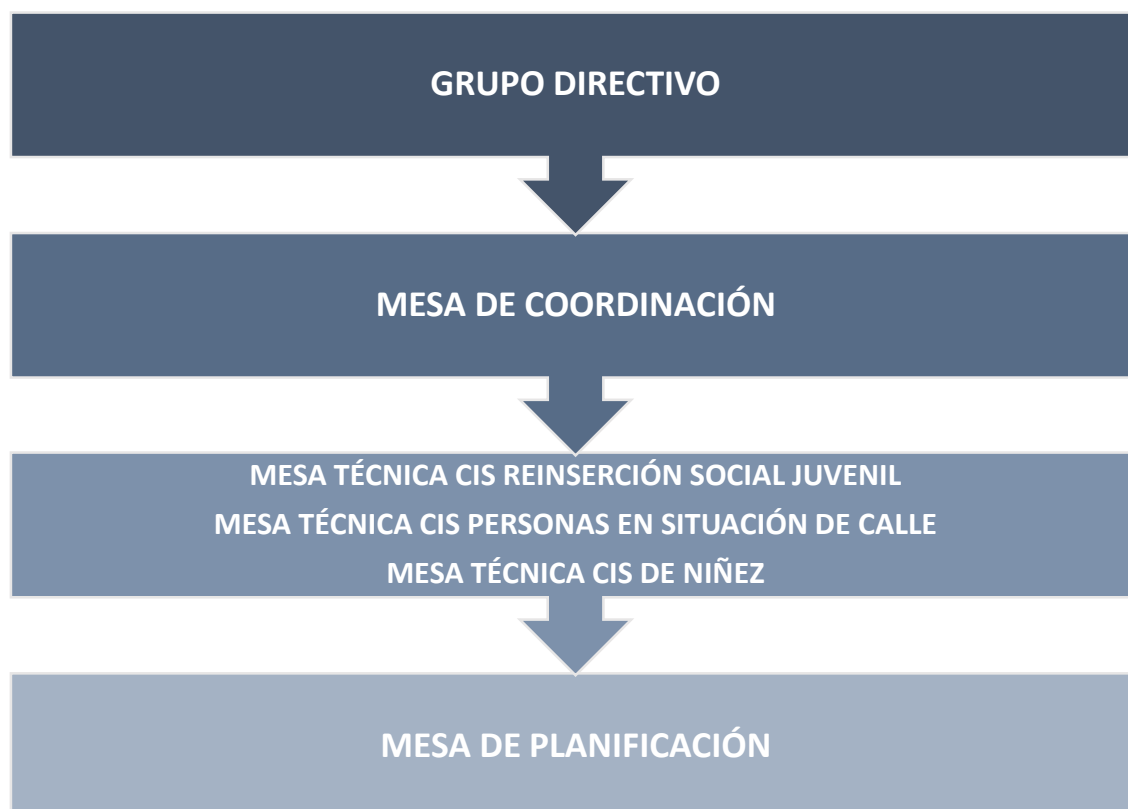 GRUPO DIRECTIVO
MESA DE COORDINACIÓN
MESA TÉCNICA CIS REINSERCIÓN SOCIAL JUVENIL
MESA TÉCNICA CIS PERSONAS EN SITUACIÓN DE CALLE
MESA TÉCNICA CIS DE NIÑEZ
MESA DE PLANIFICACIÓN